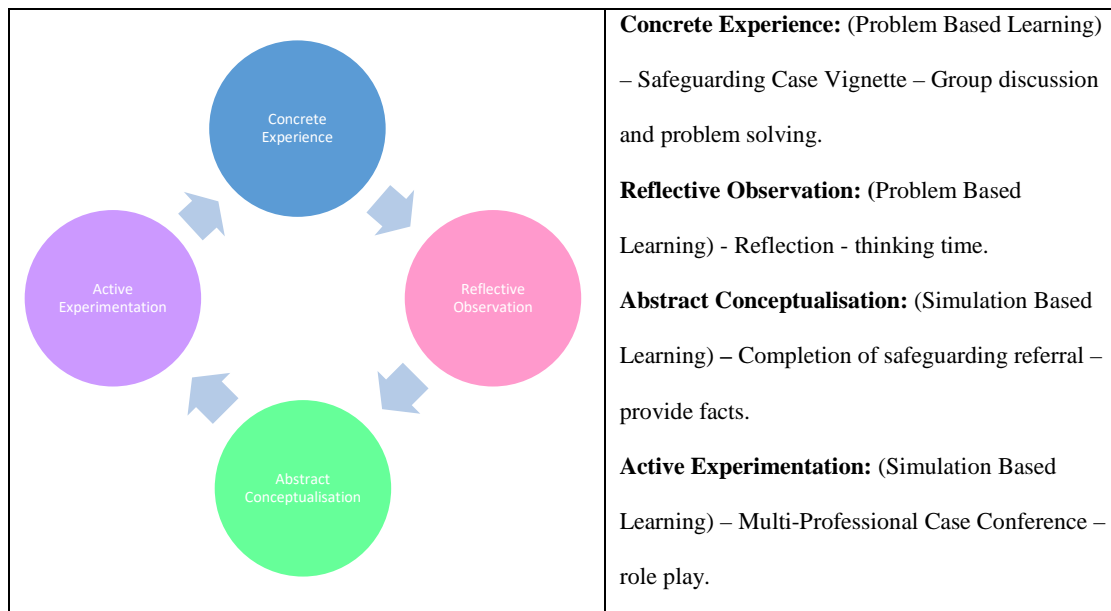 Concrete
Experience
Reflective
Observation
Abstract
Conceptualisation
Active
Experimentation
Concrete Experience: (Problem Based Learning)
– Safeguarding Case Vignette – Group discussion
and problem solving.
Reflective Observation: (Problem Based
Learning) - Reflection - thinking time.
Abstract Conceptualisation: (Simulation Based
Learning) – Completion of safeguarding referral –
provide facts.
Active Experimentation: (Simulation Based
Learning) – Multi-Professional Case Conference –
role play.